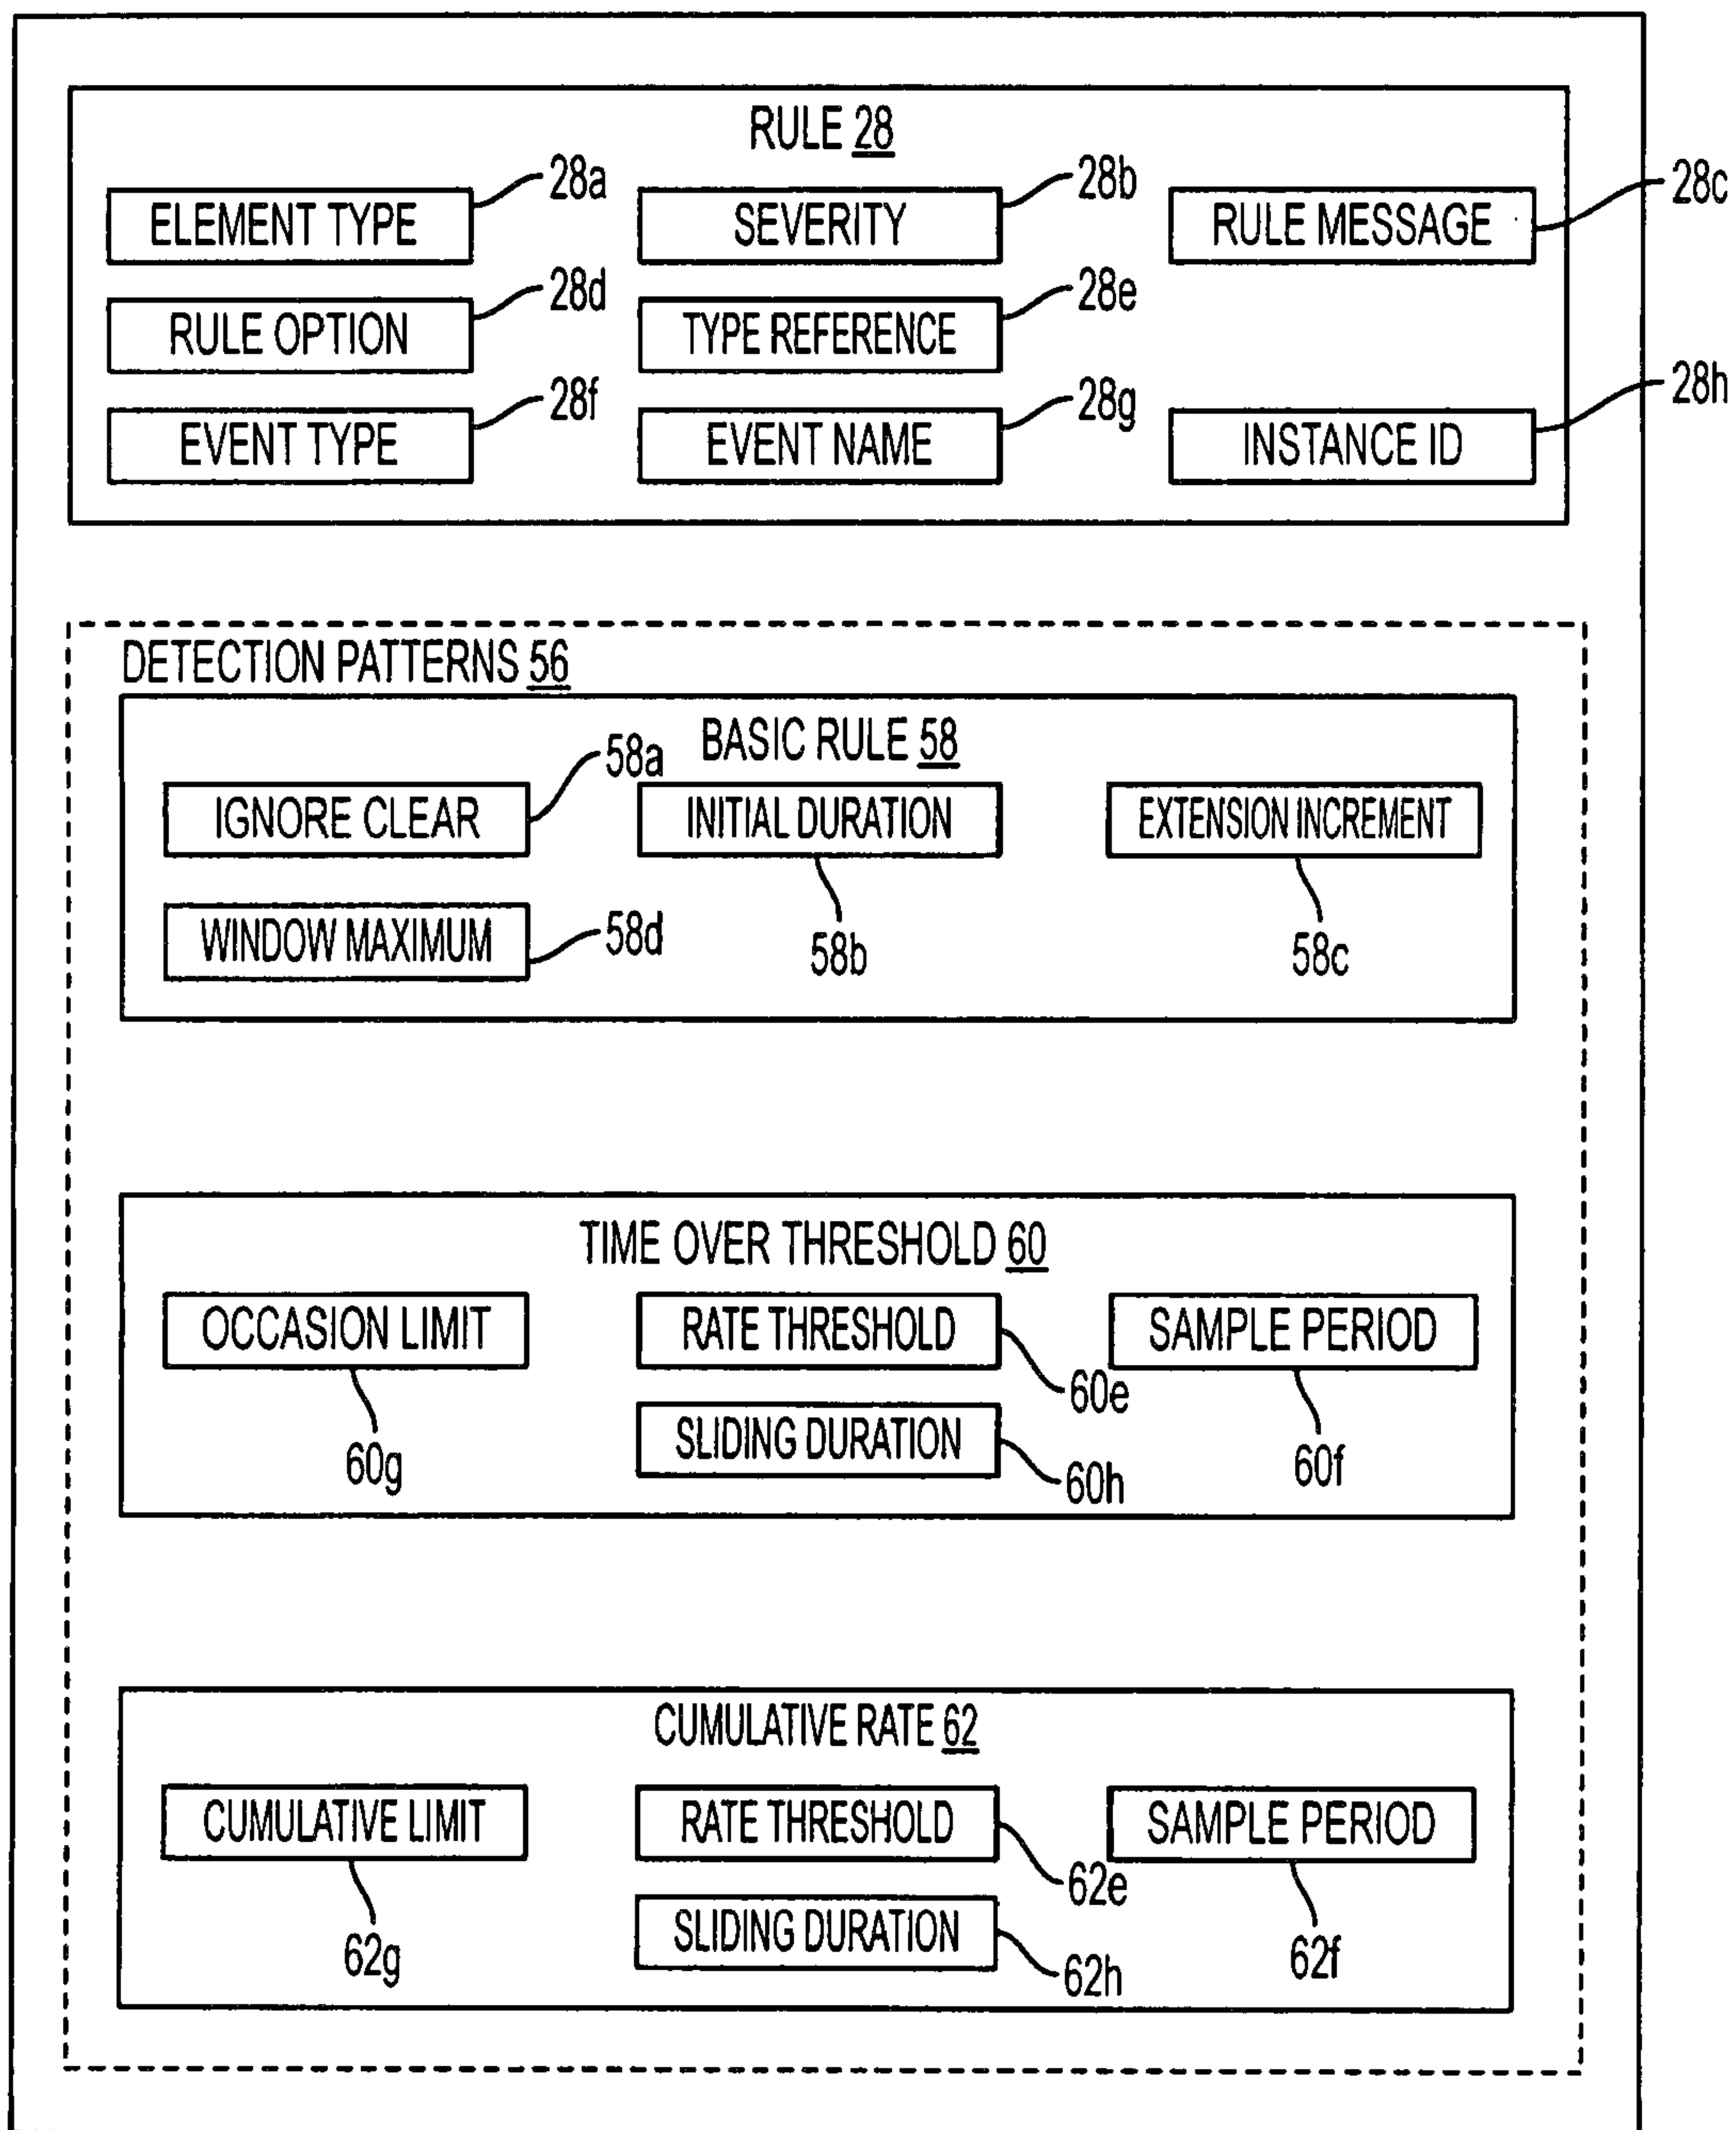 RULE 28
28a
28b
28c
ELEMENT TYPE
SEVERITY
RULE MESSAGE
28d
28e
RULE OPTION
TYPE REFERENCE
28f
28g
28h
EVENT TYPE
EVENT NAME
INSTANCE ID
DETECTION PATTERNS 56
BASIC RULE 58
58a
IGNORE CLEAR
INITIAL DURATION
EXTENSION INCREMENT
WINDOW MAXIMUM
58d
58b
58c
TIME OVER THRESHOLD 60
OCCASION LIMIT
RATE THRESHOLD
SAMPLE PERIOD
60e
SLIDING DURATION
60g
60h
60f
CUMULATIVE RATE 62
CUMULATIVE LIMIT
RATE THRESHOLD
SAMPLE PERIOD
62e
SLIDING DURATION
62g
62h
62f